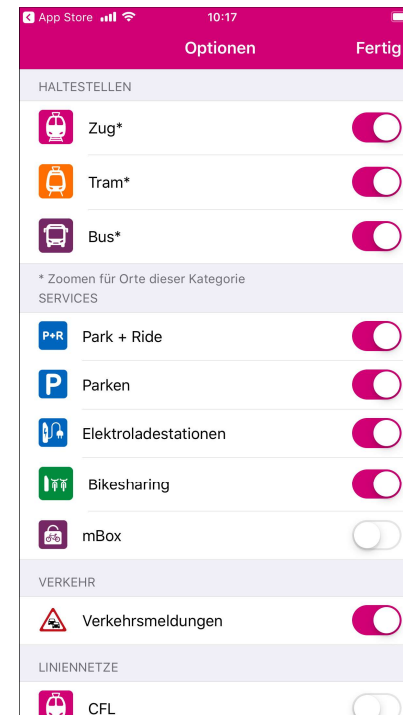 App Store 10:17
Optionen Fertig
HALTESTELLEN
Zug*
Tram*
Bus*
* Zoomen für Orte dieser Kategorie
SERVICES
P+R Park + Ride
P Parken
Elektroladestationen
Bikesharing
mBox
VERKEHR
Verkehrsmeldungen
LINIENNETZE
CFL